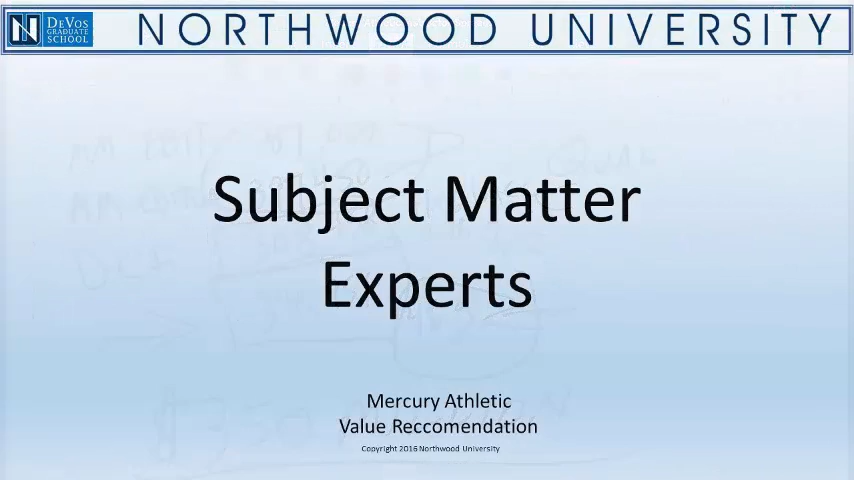 DEVOS
GRADUATE
SCHOOL
NORTHWOOD UNIVERSITY
Subject Matter
Experts
Mercury Athletic
Value Reccomendation
Copyright 2016 Northwood University